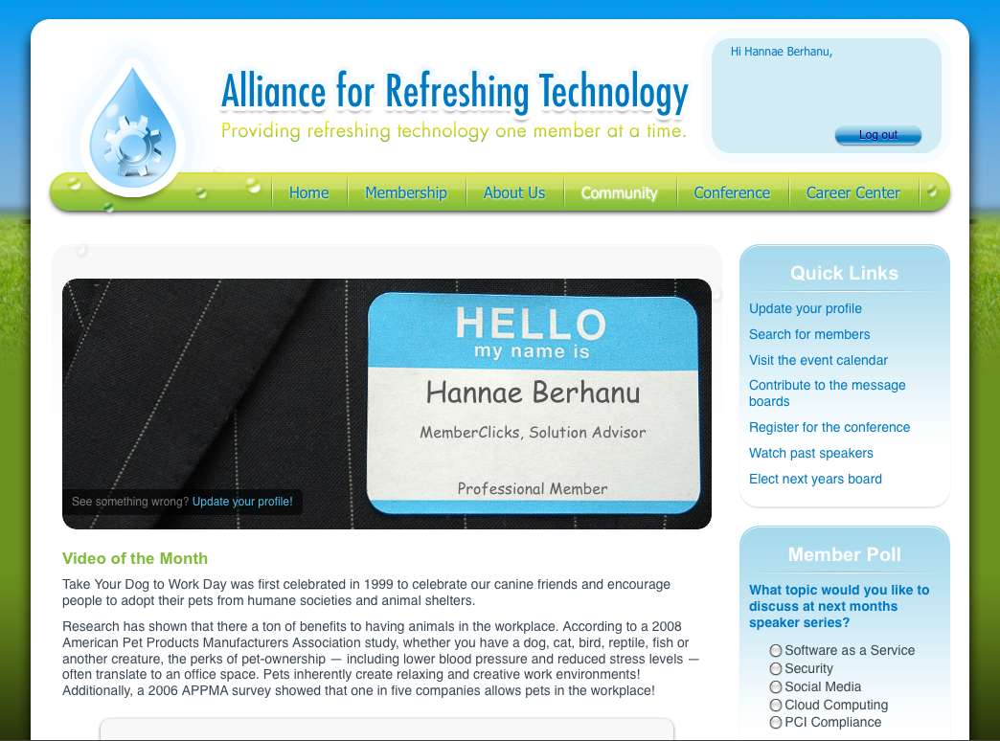 Hi Hannae Berhanu,
Alliance for Refreshing Technology
Providing refreshing technology one member at a time.
Log out
Home
Membership
About Us
Community
Conference
Career Center
HELLO
my name is
Hannae Berhanu
MemberClicks, Solution Advisor
Professional Member
See something wrong? Update your profile!
Video of the Month
Take Your Dog to Work Day was first celebrated in 1999 to celebrate our canine friends and encourage
people to adopt their pets from humane societies and animal shelters.
Research has shown that there a ton of benefits to having animals in the workplace. According to a 2008
American Pet Products Manufacturers Association study, whether you have a dog, cat, bird, reptile, fish or
another creature, the perks of pet-ownership — including lower blood pressure and reduced stress levels —
often translate to an office space. Pets inherently create relaxing and creative work environments!
Additionally, a 2006 APPMA survey showed that one in five companies allows pets in the workplace!
Quick Links
Update your profile
Search for members
Visit the event calendar
Contribute to the message
boards
Register for the conference
Watch past speakers
Elect next years board
Member Poll
What topic would you like to
discuss at next months
speaker series?
Software as a Service
Security
Social Media
Cloud Computing
PCI Compliance